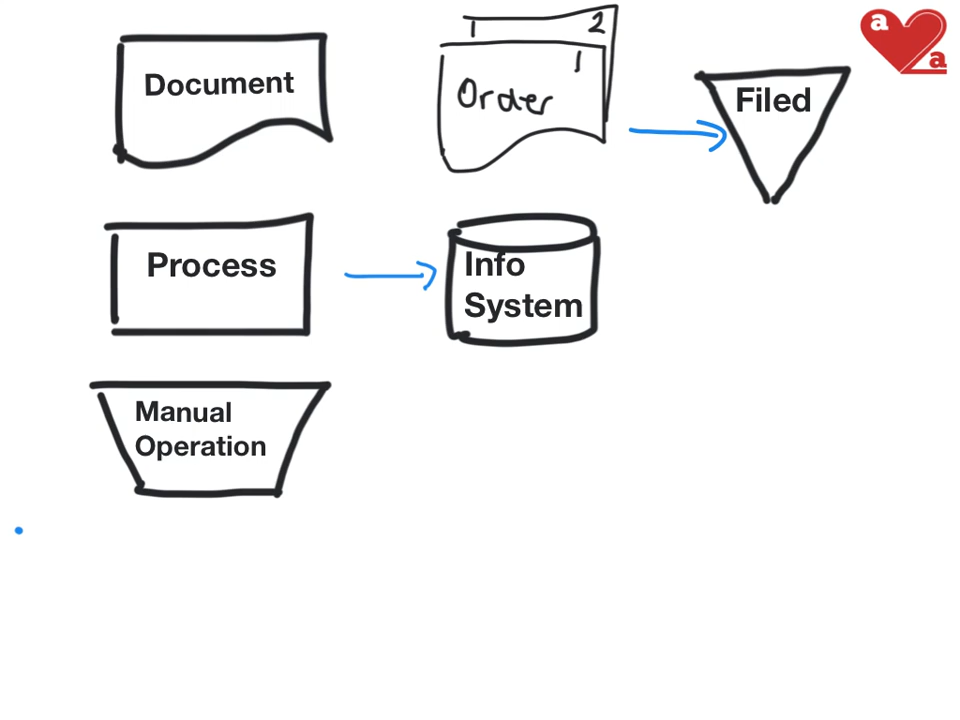 a
a
1 2
1
Document
Order
Filed
Process
Info
System
Manual
Operation